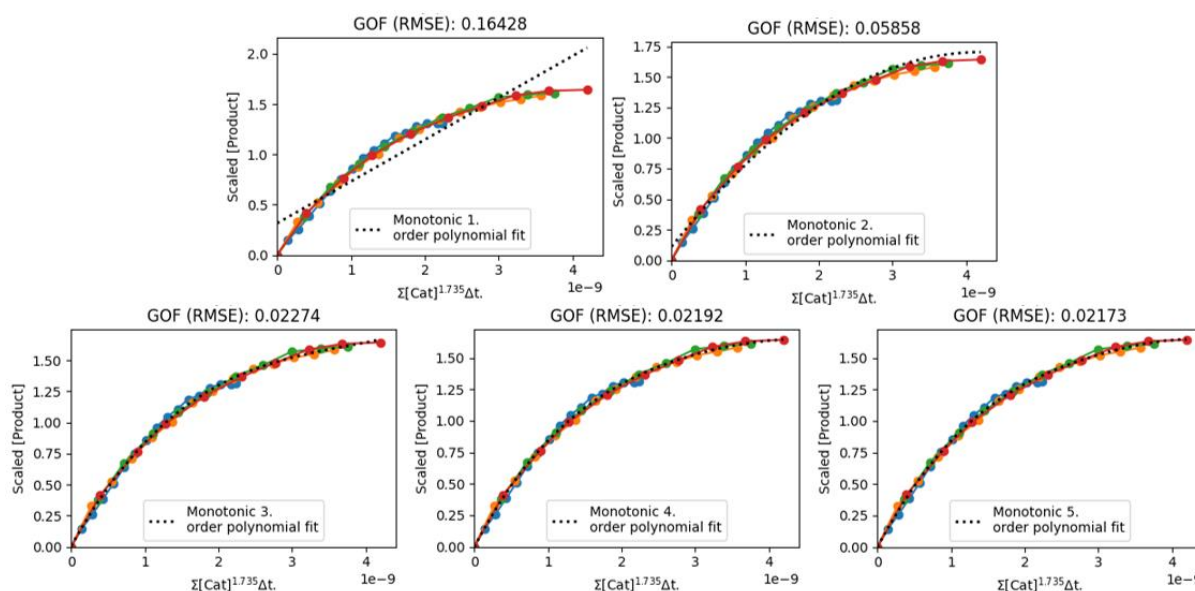 GOF (RMSE): 0.16428
2.0
1.5
1.0
0.5
0.0
Scaled [Product]
Monotonic 1.
order polynomial fit
0 1 2 3 4
1e−9
Σ[Cat]¹·⁷³⁵Δt.
GOF (RMSE): 0.05858
1.75
1.50
1.25
1.00
0.75
0.50
0.25
0.00
Scaled [Product]
Monotonic 2.
order polynomial fit
0 1 2 3 4
1e−9
Σ[Cat]¹·⁷³⁵Δt.
GOF (RMSE): 0.02274
1.50
1.25
1.00
0.75
0.50
0.25
0.00
Scaled [Product]
Monotonic 3.
order polynomial fit
0 1 2 3 4
1e−9
Σ[Cat]¹·⁷³⁵Δt.
GOF (RMSE): 0.02192
1.50
1.25
1.00
0.75
0.50
0.25
0.00
Scaled [Product]
Monotonic 4.
order polynomial fit
0 1 2 3 4
1e−9
Σ[Cat]¹·⁷³⁵Δt.
GOF (RMSE): 0.02173
1.50
1.25
1.00
0.75
0.50
0.25
0.00
Scaled [Product]
Monotonic 5.
order polynomial fit
0 1 2 3 4
1e−9
Σ[Cat]¹·⁷³⁵Δt.